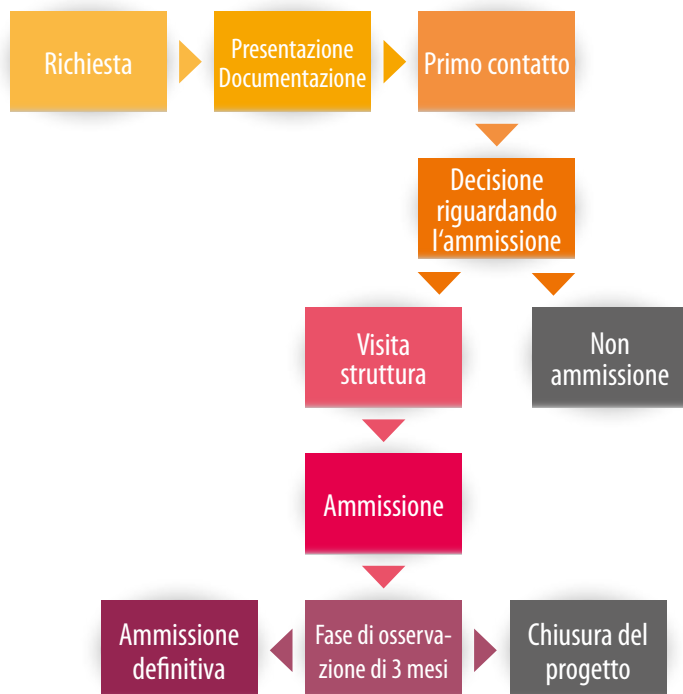 Richiesta
Presentazione
Documentazione
Primo contatto
Decisione
riguardando
l‘ammissione
Visita
struttura
Non
ammissione
Ammissione
Ammissione
definitiva
Fase di osserva-
zione di 3 mesi
Chiusura del
progetto